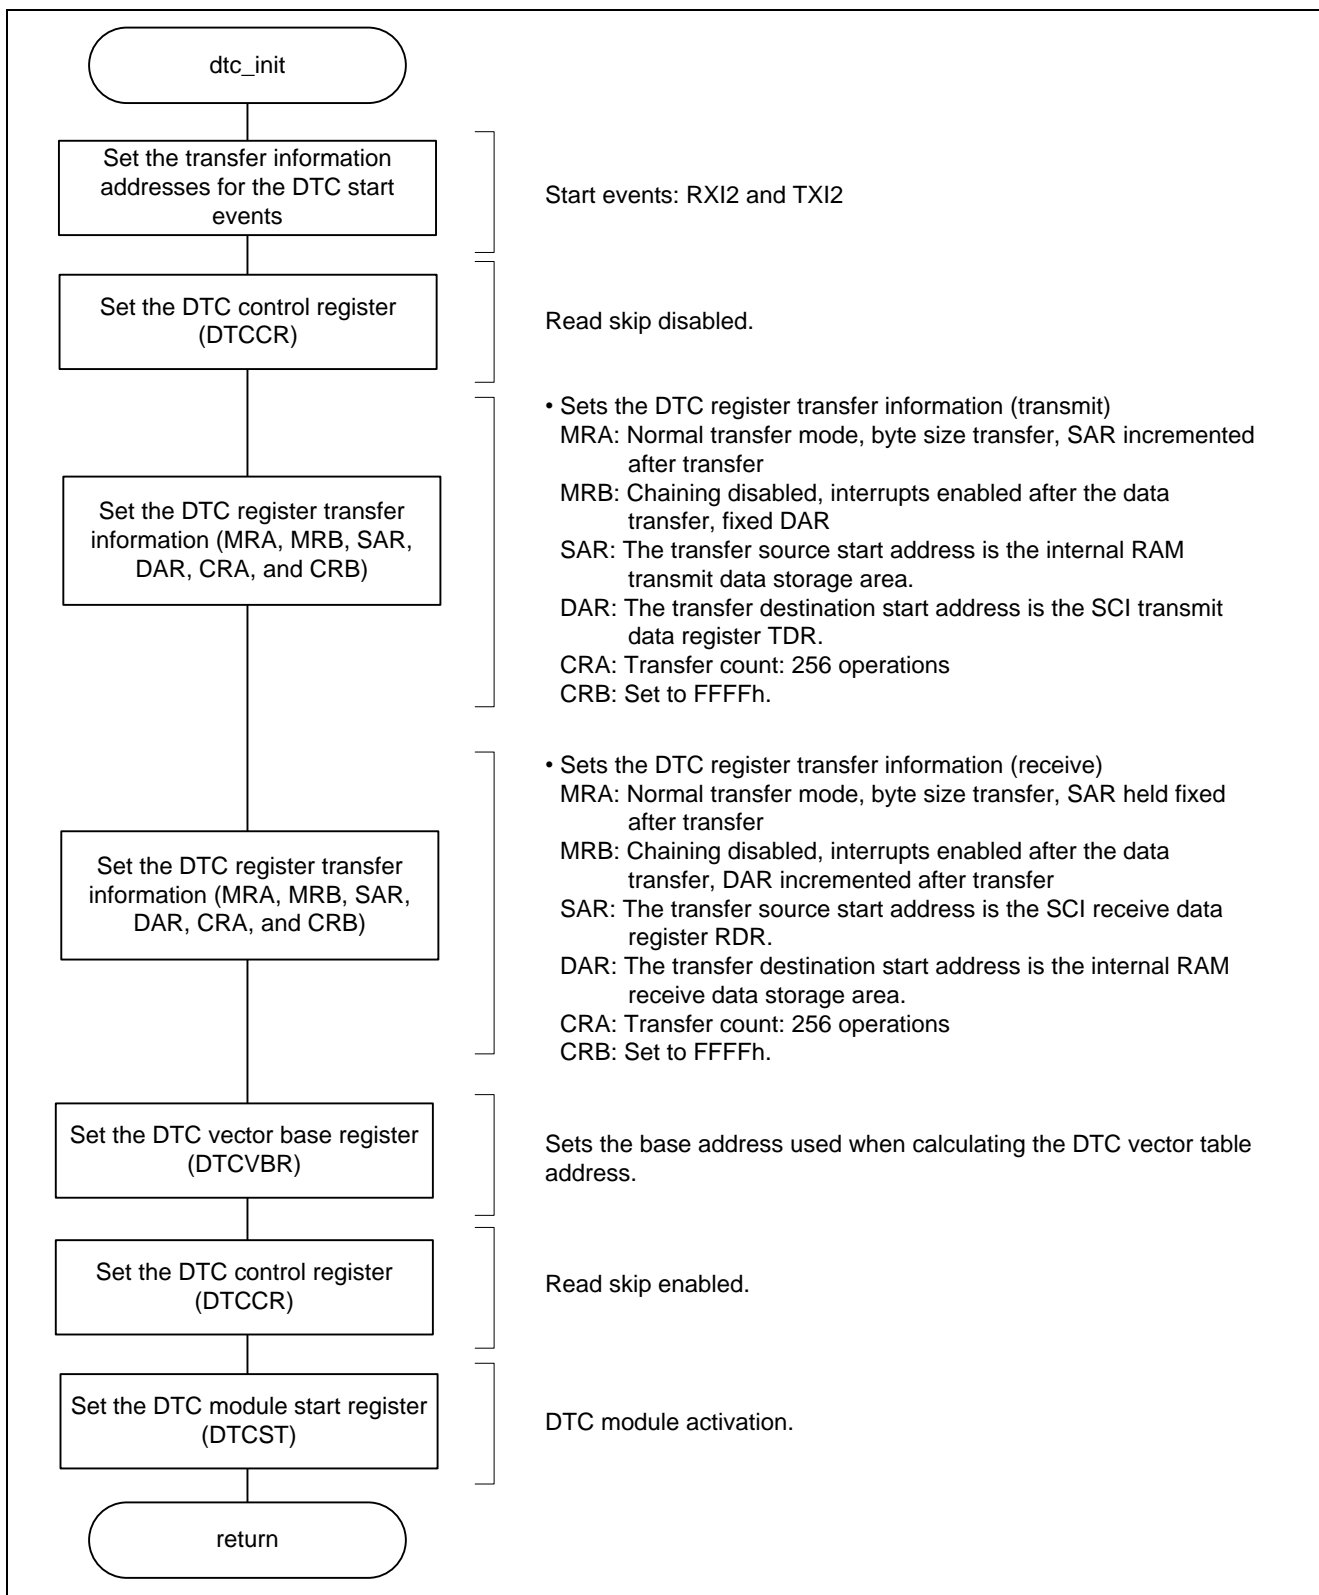 dtc_init
Set the transfer information
addresses for the DTC start
events
Start events: RXI2 and TXI2
Set the DTC control register
(DTCCR)
Read skip disabled.
Set the DTC register transfer
information (MRA, MRB, SAR,
DAR, CRA, and CRB)
• Sets the DTC register transfer information (transmit)
MRA: Normal transfer mode, byte size transfer, SAR incremented
after transfer
MRB: Chaining disabled, interrupts enabled after the data
transfer, fixed DAR
SAR: The transfer source start address is the internal RAM
transmit data storage area.
DAR: The transfer destination start address is the SCI transmit
data register TDR.
CRA: Transfer count: 256 operations
CRB: Set to FFFFh.
Set the DTC register transfer
information (MRA, MRB, SAR,
DAR, CRA, and CRB)
• Sets the DTC register transfer information (receive)
MRA: Normal transfer mode, byte size transfer, SAR held fixed
after transfer
MRB: Chaining disabled, interrupts enabled after the data
transfer, DAR incremented after transfer
SAR: The transfer source start address is the SCI receive data
register RDR.
DAR: The transfer destination start address is the internal RAM
receive data storage area.
CRA: Transfer count: 256 operations
CRB: Set to FFFFh.
Set the DTC vector base register
(DTCVBR)
Sets the base address used when calculating the DTC vector table
address.
Set the DTC control register
(DTCCR)
Read skip enabled.
Set the DTC module start register
(DTCST)
DTC module activation.
return